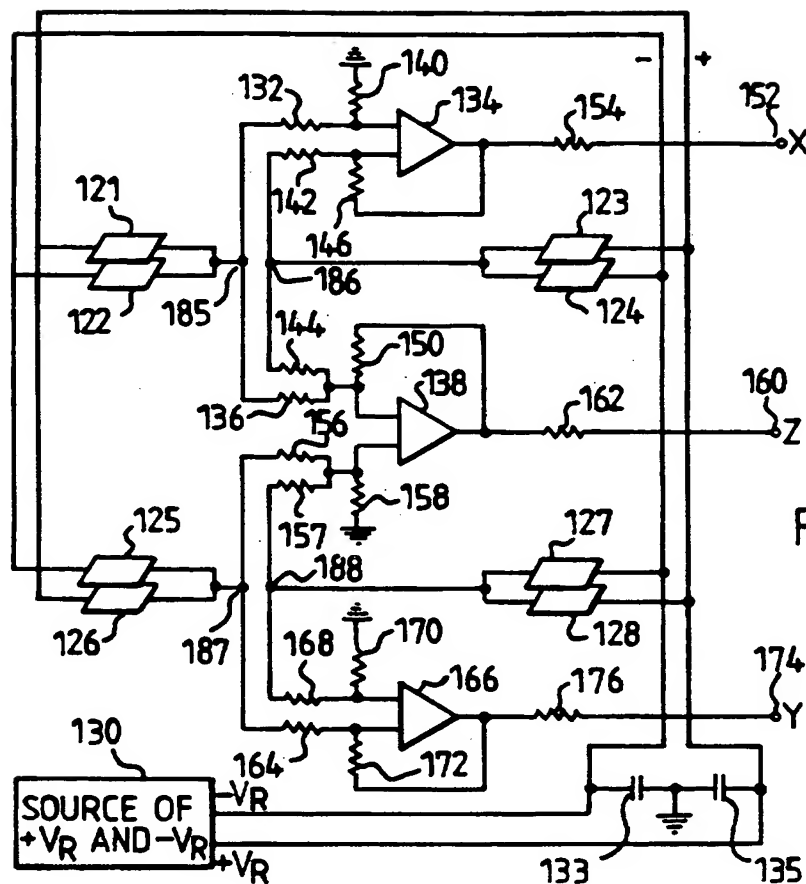 - +
132 140 134 154 152 X
142
121 146 123
122 185 186 124
144 150
136 138 162 160 Z
156
157 158
125 188 127 F
126 187 128
168 170 166 176 174 Y
164 172
130
-VR
SOURCE OF
+VR AND -VR
+VR
133 135